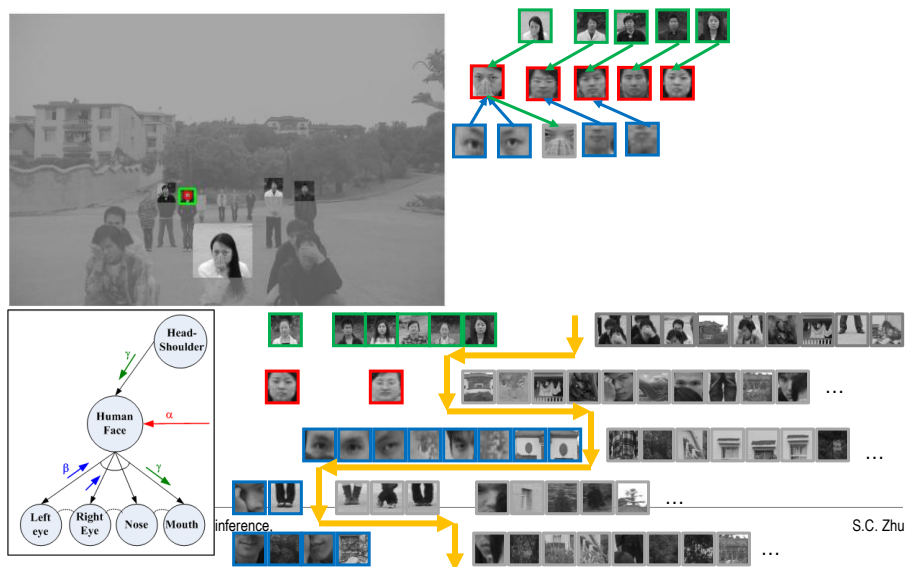 Head-
Shoulder
γ
Human
Face
α
β
γ
Left
eye
Right
Eye
Nose
Mouth
...
...
...
...
inference,
S.C. Zhu
...